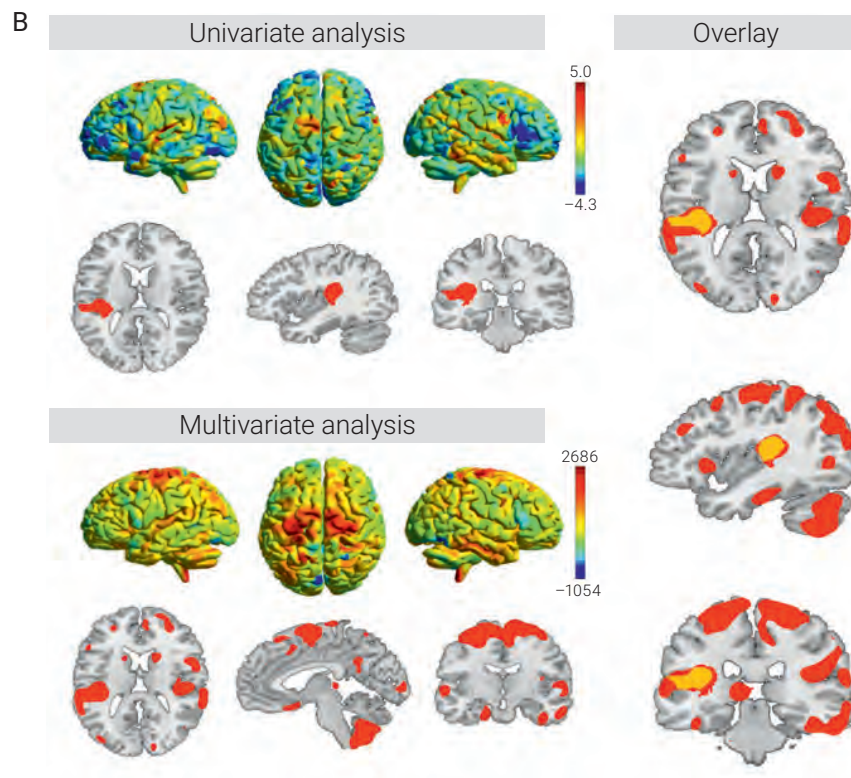 B
Univariate analysis
Overlay
5.0
−4.3
Multivariate analysis
2686
−1054